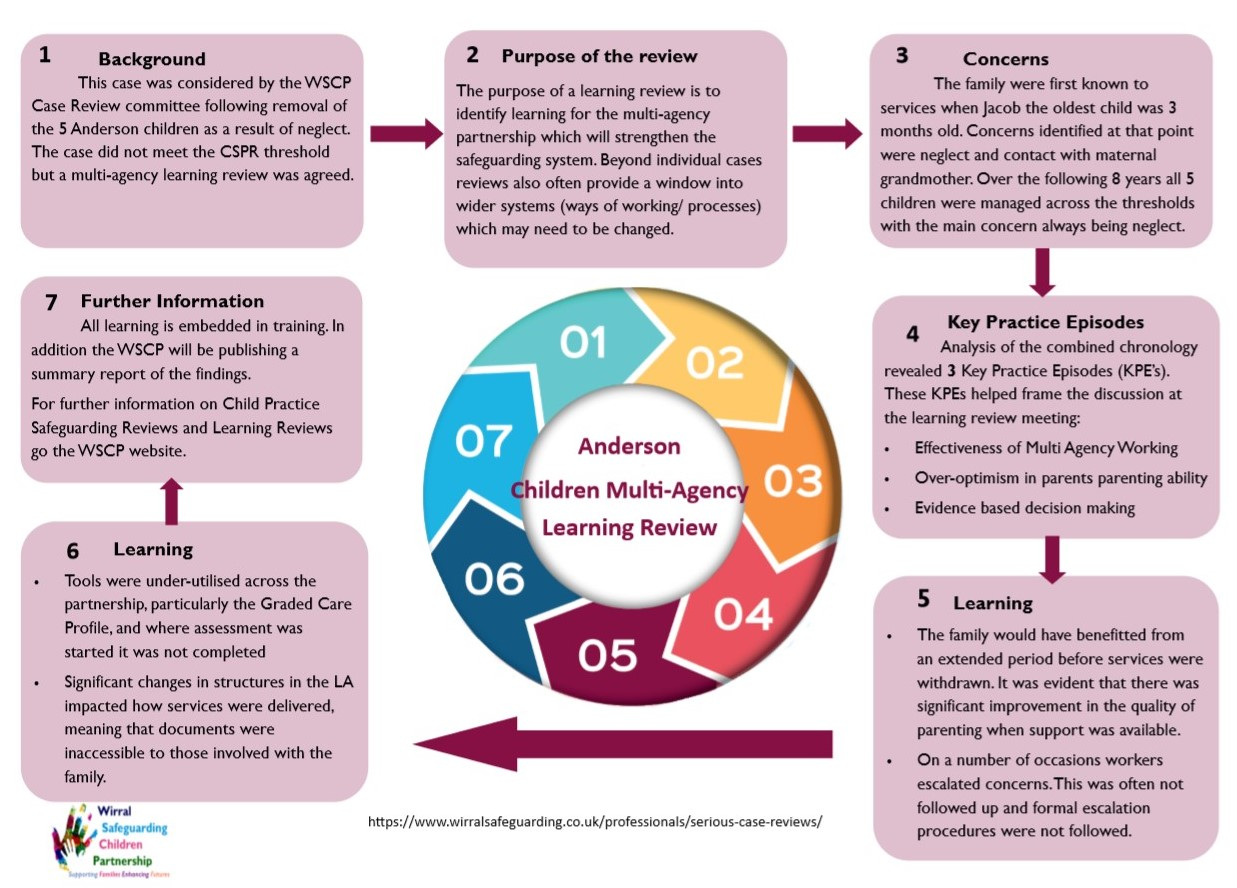 1 Background
This case was considered by the WSCP
Case Review committee following removal of
the 5 Anderson children as a result of neglect.
The case did not meet the CSPR threshold
but a multi-agency learning review was agreed.
2 Purpose of the review
The purpose of a learning review is to
identify learning for the multi-agency
partnership which will strengthen the
safeguarding system. Beyond individual cases
reviews also often provide a window into
wider systems (ways of working/ processes)
which may need to be changed.
3 Concerns
The family were first known to
services when Jacob the oldest child was 3
months old. Concerns identified at that point
were neglect and contact with maternal
grandmother. Over the following 8 years all 5
children were managed across the thresholds
with the main concern always being neglect.
4 Key Practice Episodes
Analysis of the combined chronology
revealed 3 Key Practice Episodes (KPE's).
These KPEs helped frame the discussion at
the learning review meeting:
• Effectiveness of Multi Agency Working
• Over-optimism in parents parenting ability
• Evidence based decision making
5 Learning
• The family would have benefitted from
an extended period before services were
withdrawn. It was evident that there was
significant improvement in the quality of
parenting when support was available.
• On a number of occasions workers
escalated concerns. This was often not
followed up and formal escalation
procedures were not followed.
6 Learning
• Tools were under-utilised across the
partnership, particularly the Graded Care
Profile, and where assessment was
started it was not completed
• Significant changes in structures in the LA
impacted how services were delivered,
meaning that documents were
inaccessible to those involved with the
family.
7 Further Information
All learning is embedded in training. In
addition the WSCP will be publishing a
summary report of the findings.
For further information on Child Practice
Safeguarding Reviews and Learning Reviews
go the WSCP website.
01
02
03
04
05
06
07
Anderson
Children Multi-Agency
Learning Review
Wirral
Safeguarding
Children
Partnership
Supporting Families Enhancing Futures
https://www.wirralsafeguarding.co.uk/professionals/serious-case-reviews/